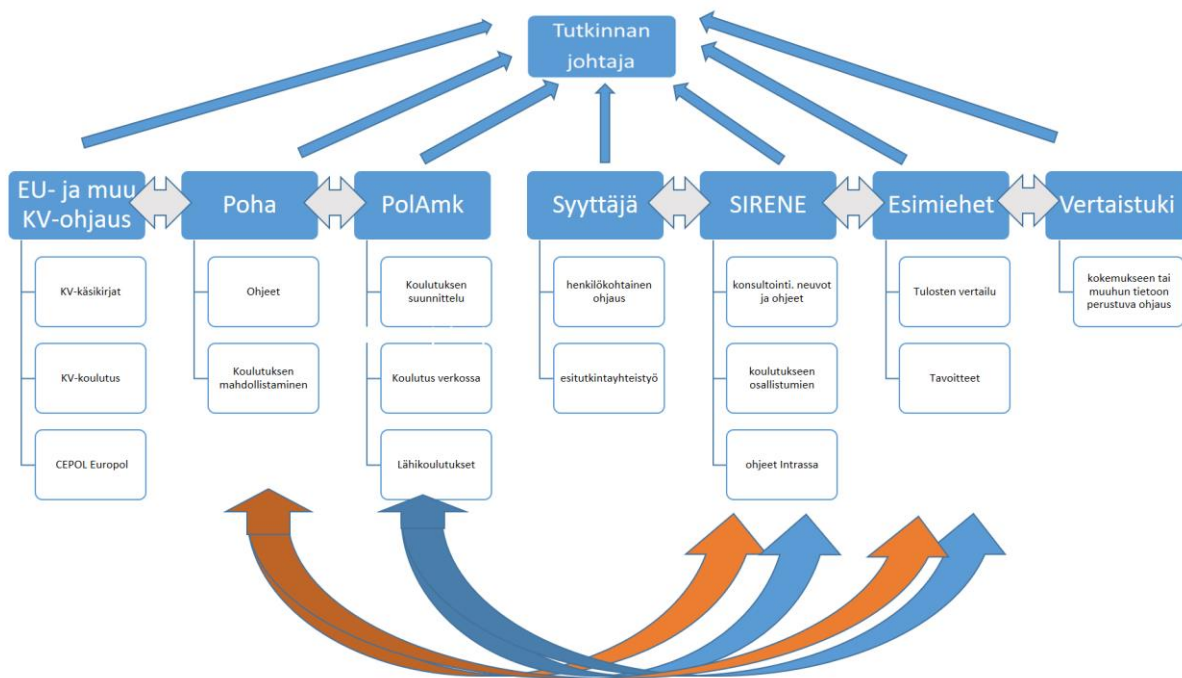 Tutkinnan
johtaja
EU- ja muu
KV-ohjaus
Poha
PolAmk
Syyttäjä
SIRENE
Esimiehet
Vertaistuki
KV-käsikirjat
KV-koulutus
CEPOL Europol
Ohjeet
Koulutuksen
mahdollistaminen
Koulutuksen
suunnittelu
Koulutus verkossa
Lähikoulutukset
henkilökohtainen
ohjaus
esitutkintayhteistyö
konsultointi. neuvot
ja ohjeet
koulutukseen
osallistumien
ohjeet Intrassa
Tulosten vertailu
Tavoitteet
kokemukseen tai
muuhun tietoon
perustuva ohjaus